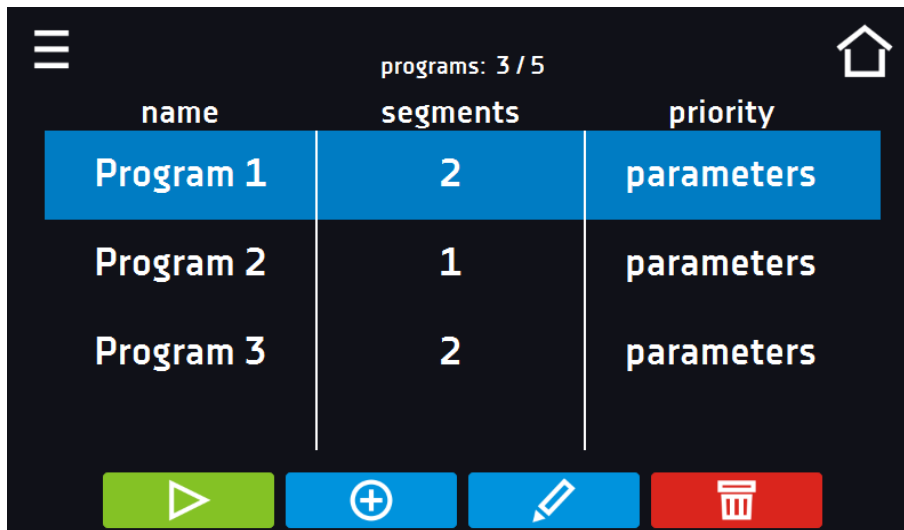 programs: 3 / 5
name segments priority
Program 1 2 parameters
Program 2 1 parameters
Program 3 2 parameters